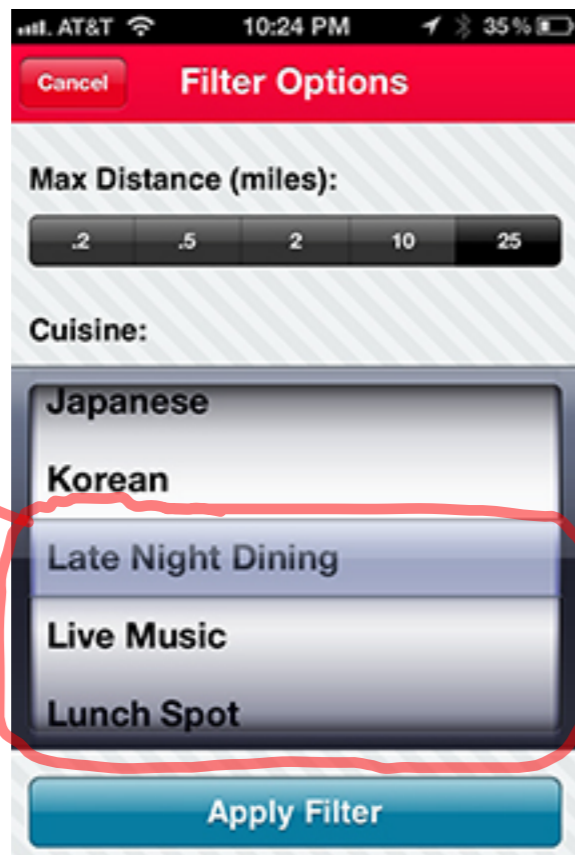 AT&T 10:24 PM 35%
Cancel Filter Options
Max Distance (miles):
.2 .5 2 10 25
Cuisine:
Japanese
Korean
Late Night Dining
Live Music
Lunch Spot
Apply Filter